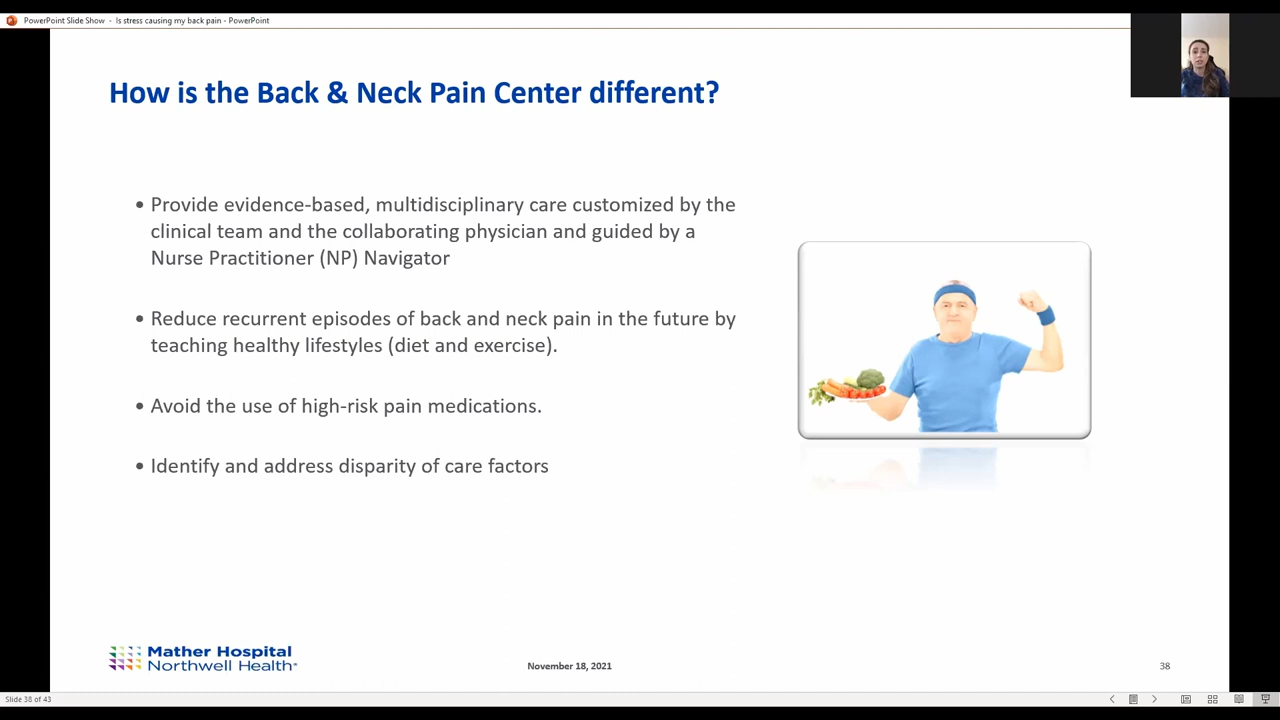 PowerPoint Slide Show - Is stress causing my back pain - PowerPoint
How is the Back & Neck Pain Center different?
• Provide evidence-based, multidisciplinary care customized by the
clinical team and the collaborating physician and guided by a
Nurse Practitioner (NP) Navigator
• Reduce recurrent episodes of back and neck pain in the future by
teaching healthy lifestyles (diet and exercise).
• Avoid the use of high-risk pain medications.
• Identify and address disparity of care factors
Mather Hospital
Northwell Health®
November 18, 2021
38
Slide 38 of 43